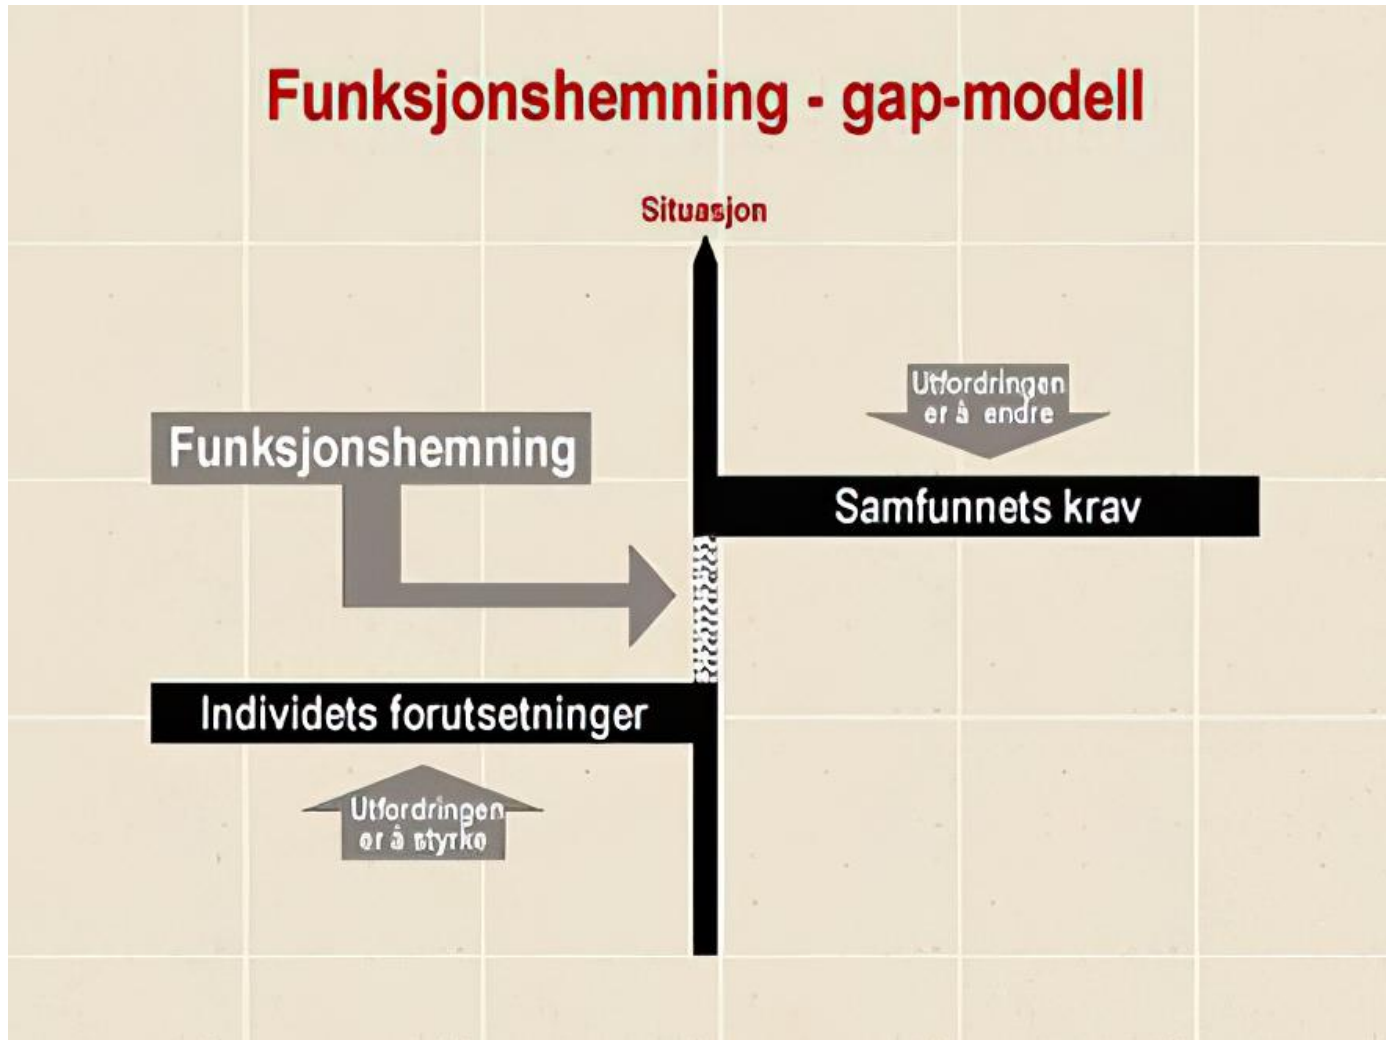 Funksjonshemning - gap-modell
Situasjon
Utfordringen
er å endre
Funksjonshemning
Samfunnets krav
Individets forutsetninger
Utfordringen
er å styrke